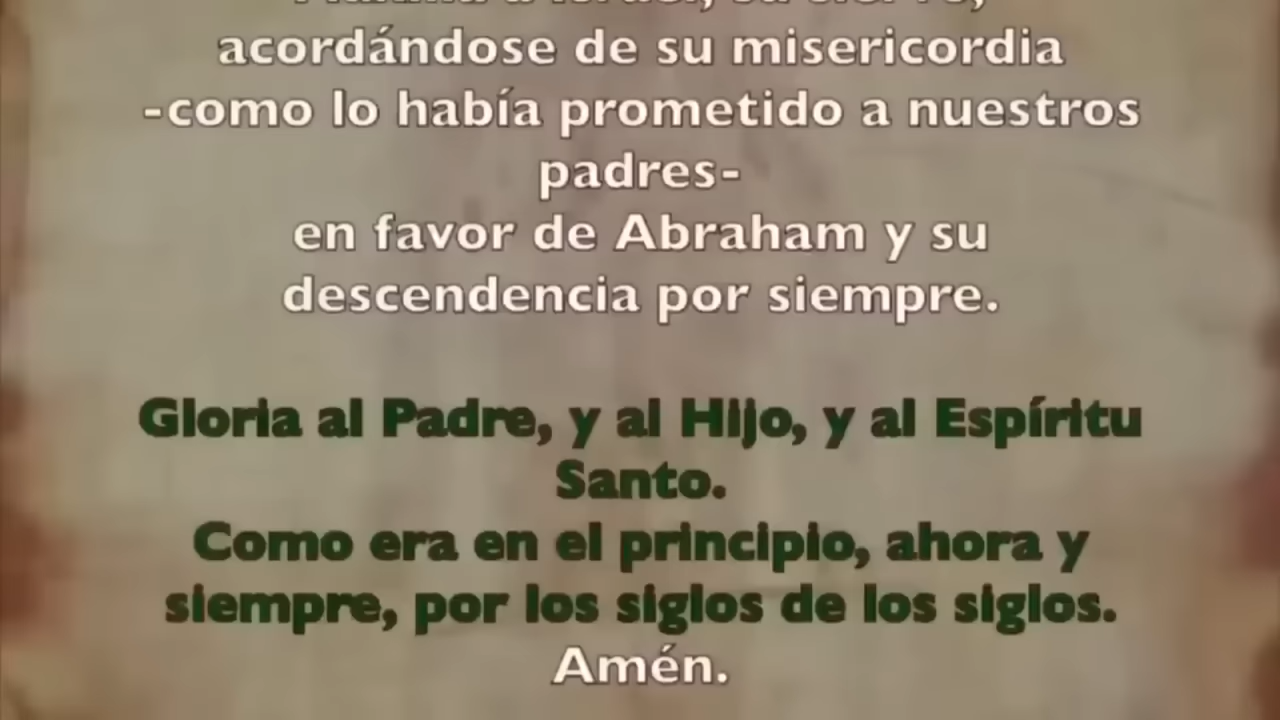 acordándose de su misericordia
-como lo había prometido a nuestros
padres-
en favor de Abraham y su
descendencia por siempre.
Gloria al Padre, y al Hijo, y al Espíritu
Santo.
Como era en el principio, ahora y
siempre, por los siglos de los siglos.
Amén.